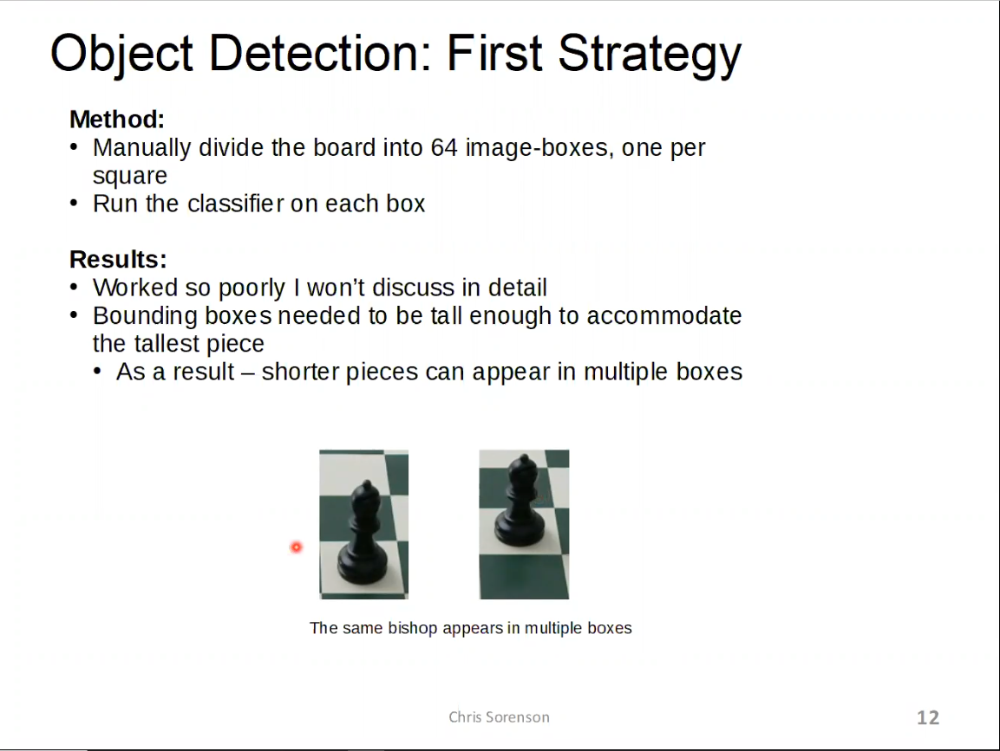 Object Detection: First Strategy
Method:
• Manually divide the board into 64 image-boxes, one per
square
• Run the classifier on each box
Results:
• Worked so poorly I won’t discuss in detail
• Bounding boxes needed to be tall enough to accommodate
the tallest piece
• As a result – shorter pieces can appear in multiple boxes
The same bishop appears in multiple boxes
Chris Sorenson
12